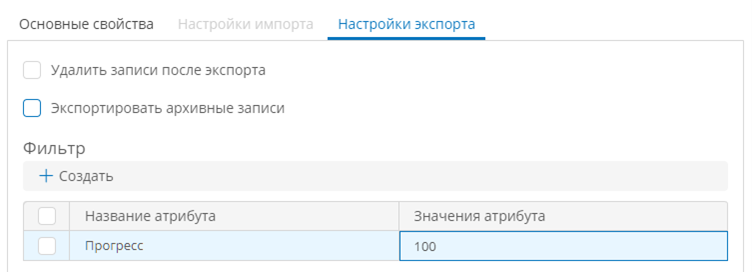 Основные свойства Настройки импорта Настройки экспорта
Удалить записи после экспорта
Экспортировать архивные записи
Фильтр
+ Создать
Название атрибута Значения атрибута
Прогресс 100